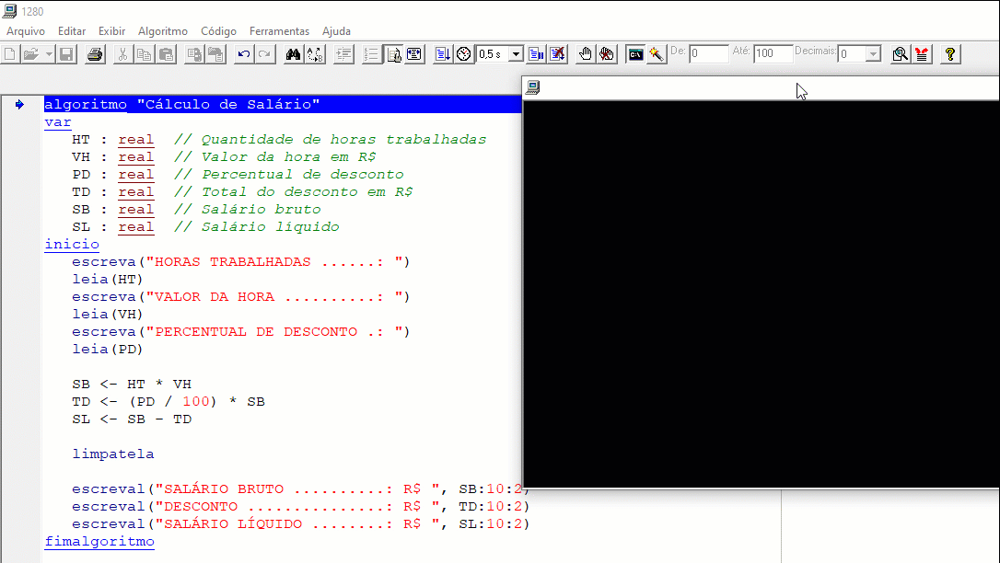 1280
Arquivo Editar Exibir Algoritmo Código Ferramentas Ajuda
0,5 s De: 0 Até: 100 Decimais: 0
algoritmo "Cálculo de Salário"
var
HT : real // Quantidade de horas trabalhadas
VH : real // Valor da hora em R$
PD : real // Percentual de desconto
TD : real // Total do desconto em R$
SB : real // Salário bruto
SL : real // Salário líquido
inicio
escreva("HORAS TRABALHADAS ......: ")
leia(HT)
escreva("VALOR DA HORA ..........: ")
leia(VH)
escreva("PERCENTUAL DE DESCONTO .: ")
leia(PD)
SB <- HT * VH
TD <- (PD / 100) * SB
SL <- SB - TD
limpatela
escreval("SALÁRIO BRUTO ..........: R$ ", SB:10:2)
escreval("DESCONTO ...............: R$ ", TD:10:2)
escreval("SALÁRIO LÍQUIDO ........: R$ ", SL:10:2)
fimalgoritmo